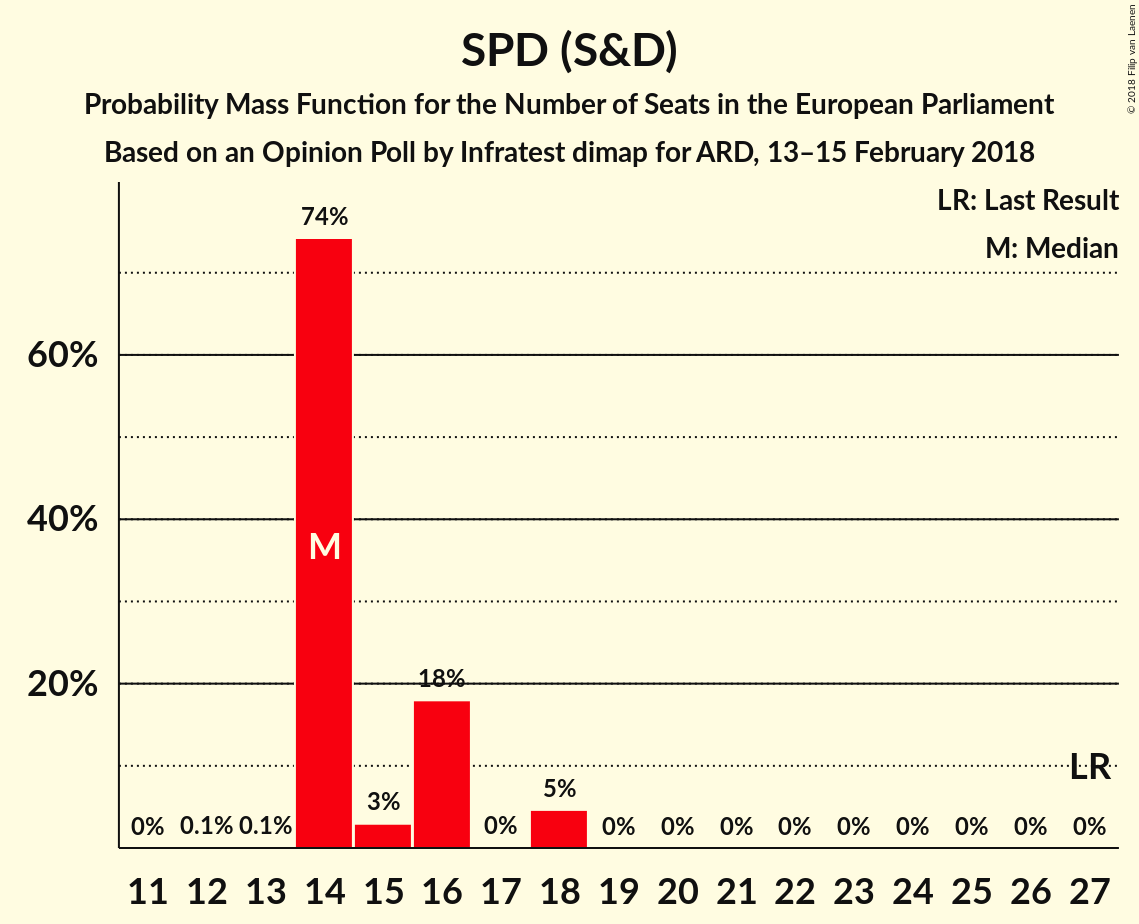 SPD (S&D)
Probability Mass Function for the Number of Seats in the European Parliament
Based on an Opinion Poll by Infratest dimap for ARD, 13–15 February 2018
© 2018 Filip van Laenen
LR: Last Result
M: Median
74%
60%
40%
M
20%
18%
LR
5%
3%
0% 0.1% 0.1% 0% 0% 0% 0% 0% 0% 0% 0% 0% 0%
11 12 13 14 15 16 17 18 19 20 21 22 23 24 25 26 27